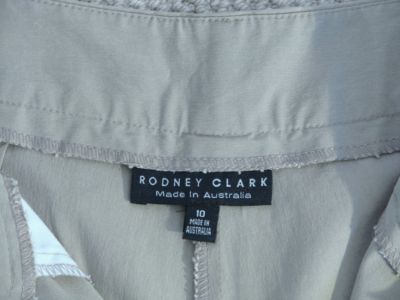 RODNEY CLARK
Made In Australia
10
MADE IN
AUSTRALIA